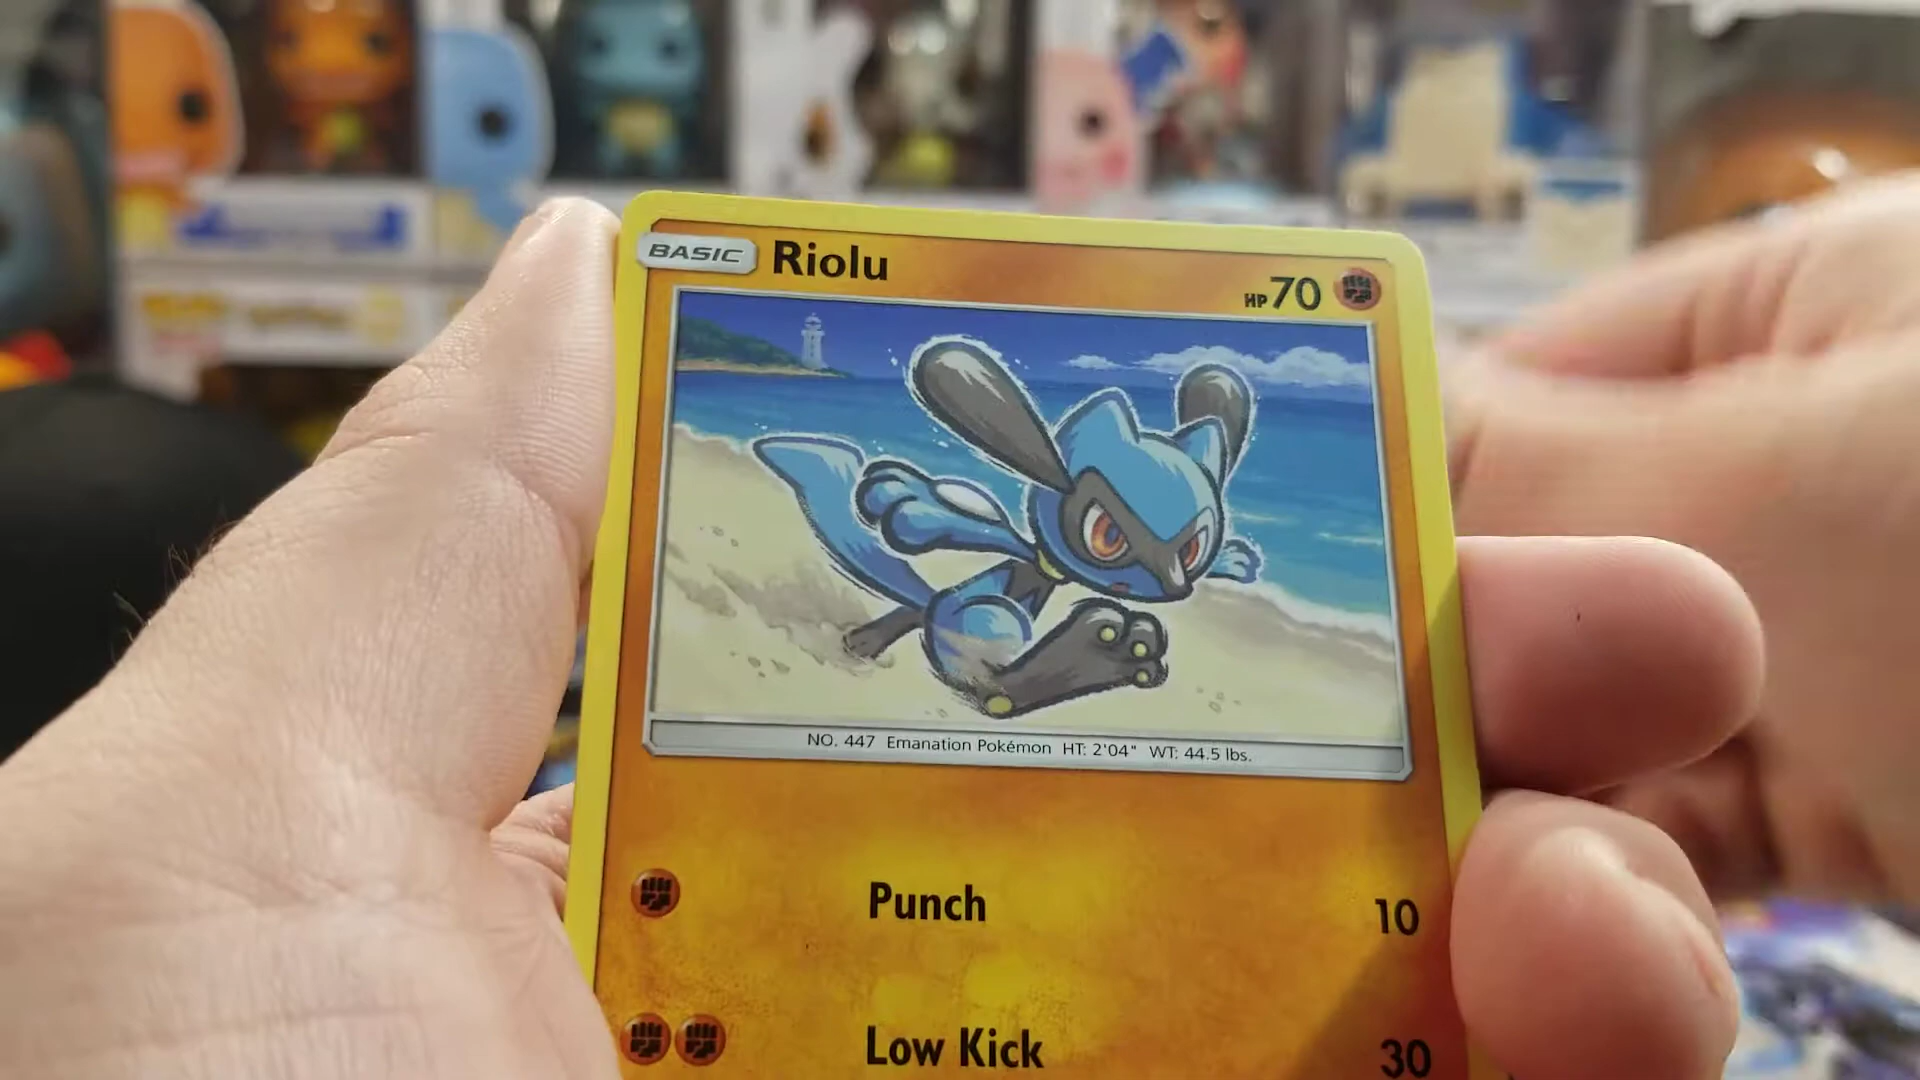 BASIC Riolu HP 70
NO. 447 Emanation Pokémon HT: 2'04" WT: 44.5 lbs.
Punch 10
Low Kick 30